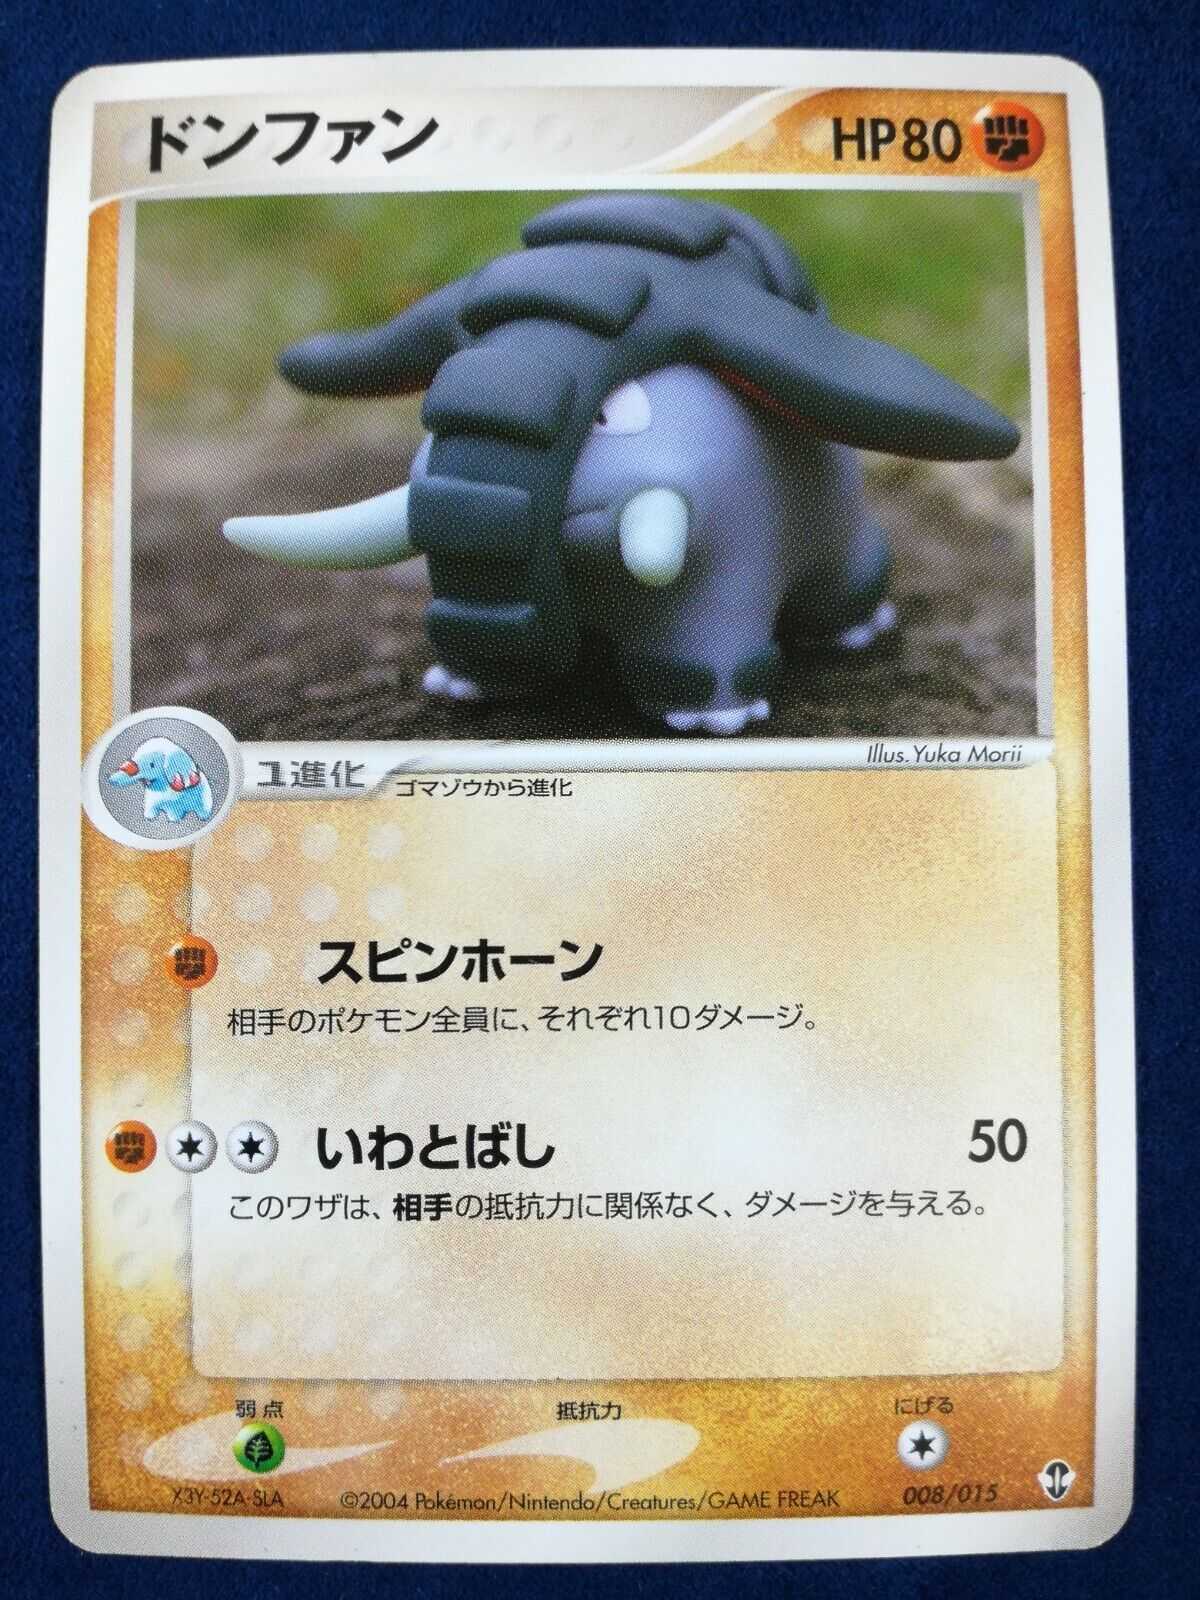 ドンファン
HP80
Illus. Yuka Morii
1進化
ゴマゾウから進化
スピンホーン
相手のポケモン全員に、それぞれ10ダメージ。
いわとばし
50
このワザは、相手の抵抗力に関係なく、ダメージを与える。
弱点
抵抗力
にげる
X3Y-52A-SLA
©2004 Pokémon/Nintendo/Creatures/GAME FREAK
008/015